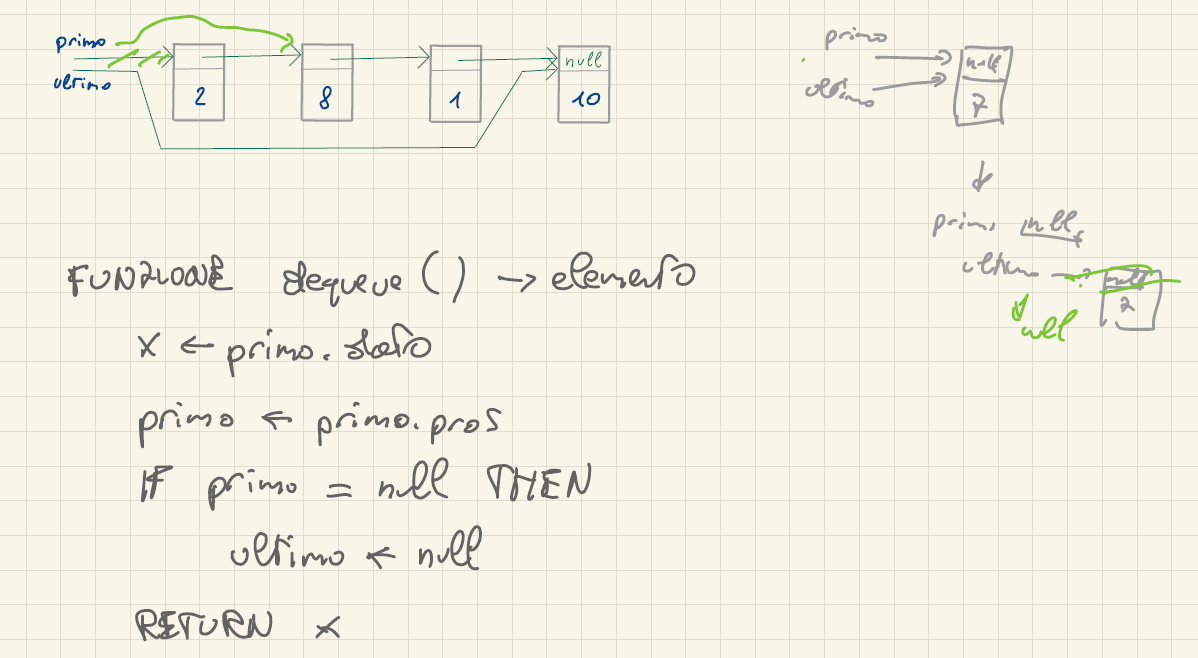 primo
ultimo
null
2 8 1 10
primo
ultimo
null
7
primo null
ultimo null
2
null
FUNZIONE dequeue () → elemento
x ← primo.dato
primo ← primo.pros
IF primo = null THEN
ultimo ← null
RETURN x